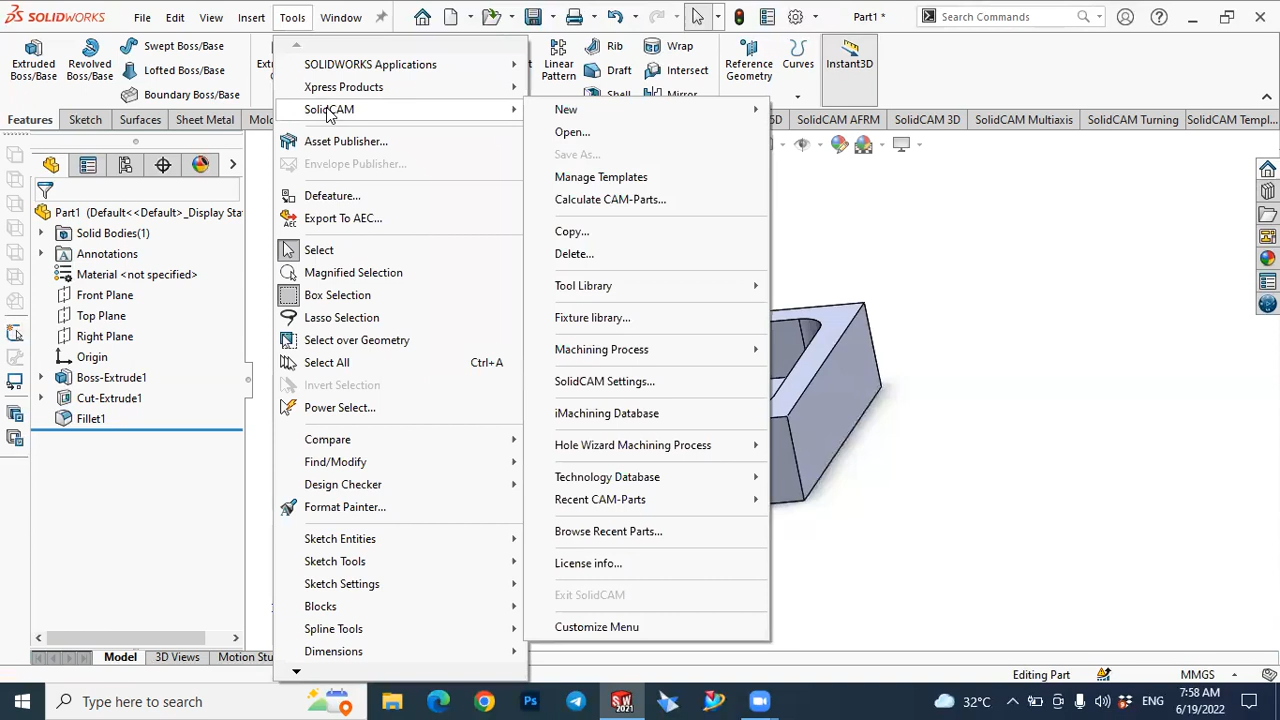 SOLIDWORKS File Edit View Insert Tools Window Part1 * Search Commands
Extruded Boss/Base
Revolved Boss/Base
Swept Boss/Base
Lofted Boss/Base
Boundary Boss/Base
Linear Pattern
Rib
Draft
Shell
Wrap
Intersect
Mirror
Reference Geometry
Curves
Instant3D
Features Sketch Surfaces Sheet Metal SolidCAM AFRM SolidCAM 3D SolidCAM Multiaxis SolidCAM Turning SolidCAM Templ...
Part1 (Default<<Default>_Display Sta
Solid Bodies(1)
Annotations
Material <not specified>
Front Plane
Top Plane
Right Plane
Origin
Boss-Extrude1
Cut-Extrude1
Fillet1
SOLIDWORKS Applications
Xpress Products
SolidCAM
Asset Publisher...
Envelope Publisher...
Defeature...
Export To AEC...
Select
Magnified Selection
Box Selection
Lasso Selection
Select over Geometry
Select All Ctrl+A
Invert Selection
Power Select...
Compare
Find/Modify
Design Checker
Format Painter...
Sketch Entities
Sketch Tools
Sketch Settings
Blocks
Spline Tools
Dimensions
New
Open...
Save As...
Manage Templates
Calculate CAM-Parts...
Copy...
Delete...
Tool Library
Fixture library...
Machining Process
SolidCAM Settings...
iMachining Database
Hole Wizard Machining Process
Technology Database
Recent CAM-Parts
Browse Recent Parts...
License info...
Exit SolidCAM
Customize Menu
Model 3D Views Motion Stu
Editing Part MMGS
Type here to search 32°C ENG 7:58 AM
6/19/2022